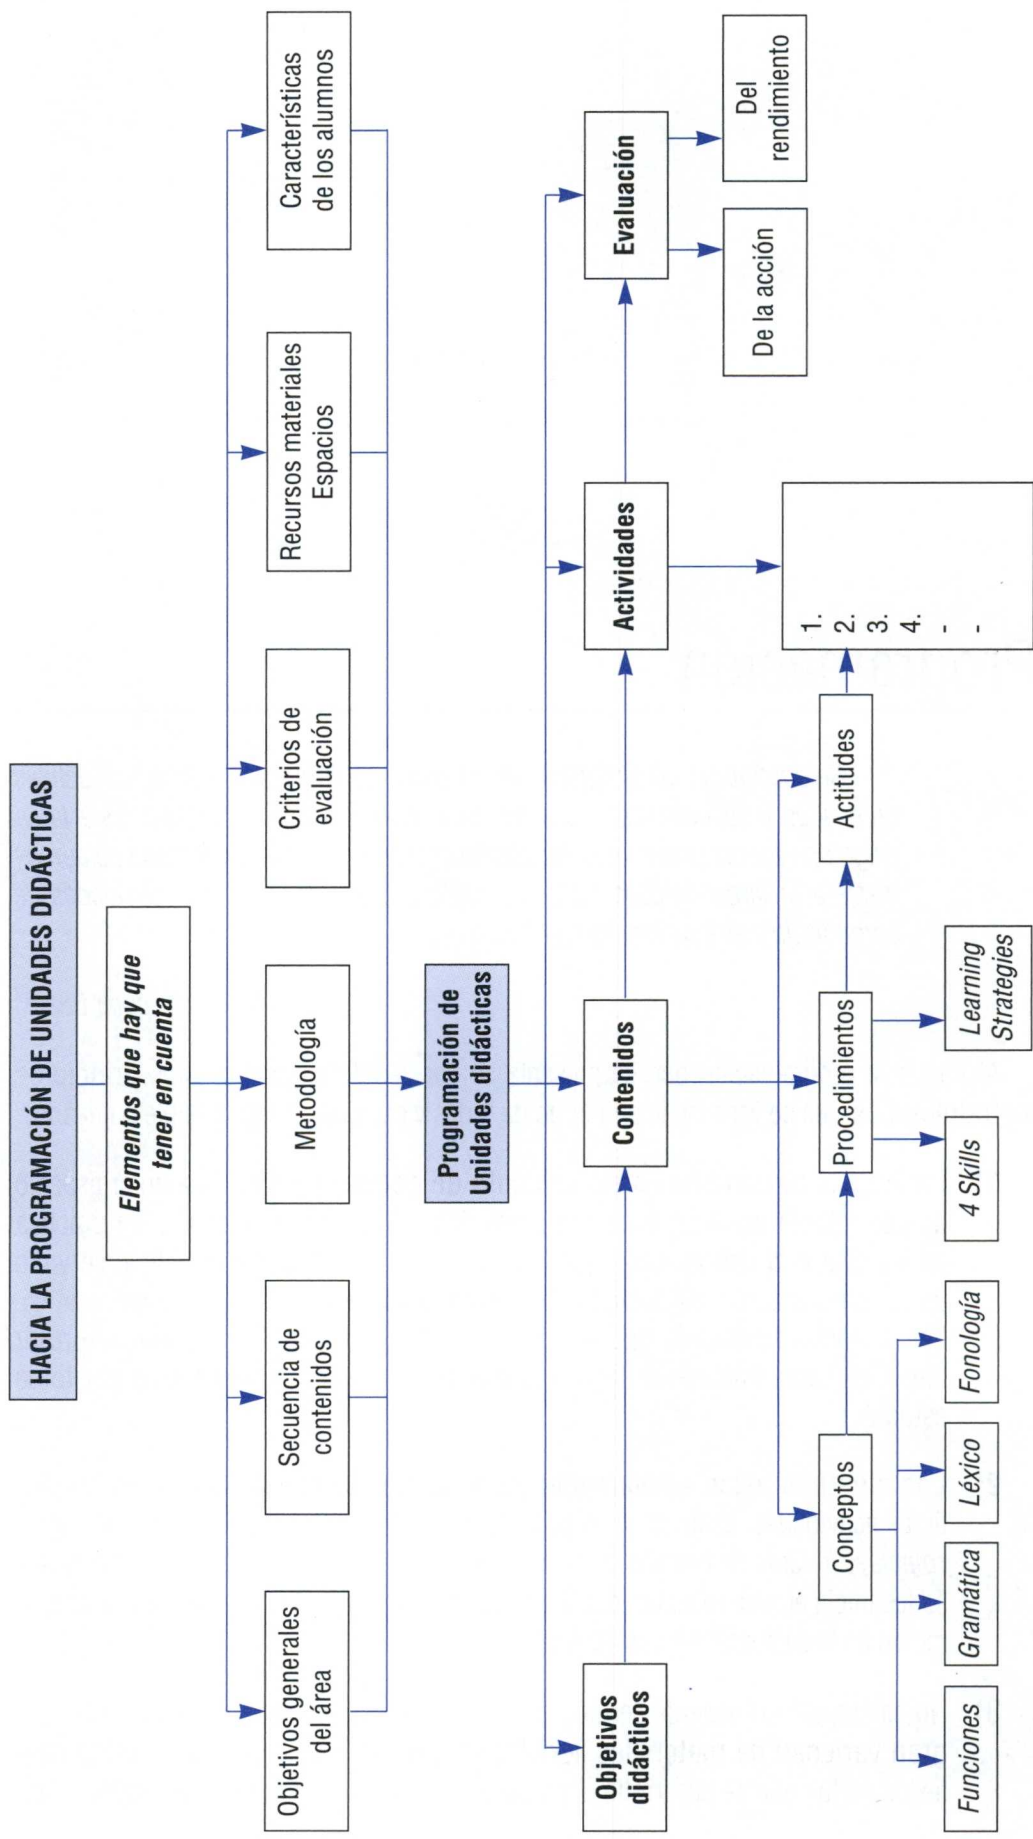 HACIA LA PROGRAMACIÓN DE UNIDADES DIDÁCTICAS
Elementos que hay que
tener en cuenta
Objetivos generales
del área
Secuencia de
contenidos
Metodología
Criterios de
evaluación
Recursos materiales
Espacios
Características
de los alumnos
Programación de
Unidades didácticas
Objetivos
didácticos
Contenidos
Actividades
Evaluación
De la acción
Del
rendimiento
Conceptos
Procedimientos
Actitudes
1.
2.
3.
4.
-
-
Funciones
Gramática
Léxico
Fonología
4 Skills
Learning
Strategies